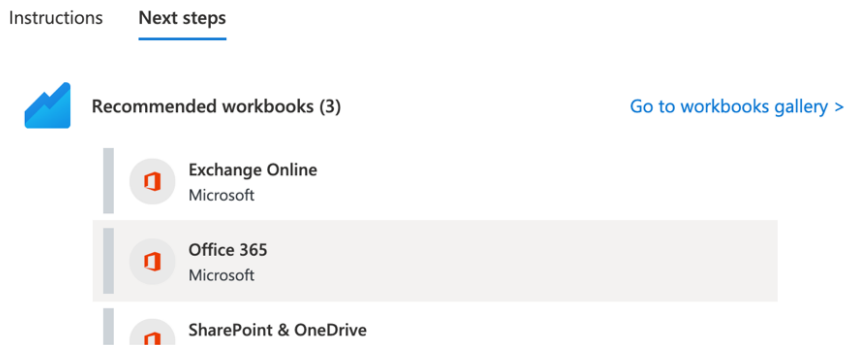 Instructions Next steps
Recommended workbooks (3) Go to workbooks gallery >
Exchange Online
Microsoft
Office 365
Microsoft
SharePoint & OneDrive